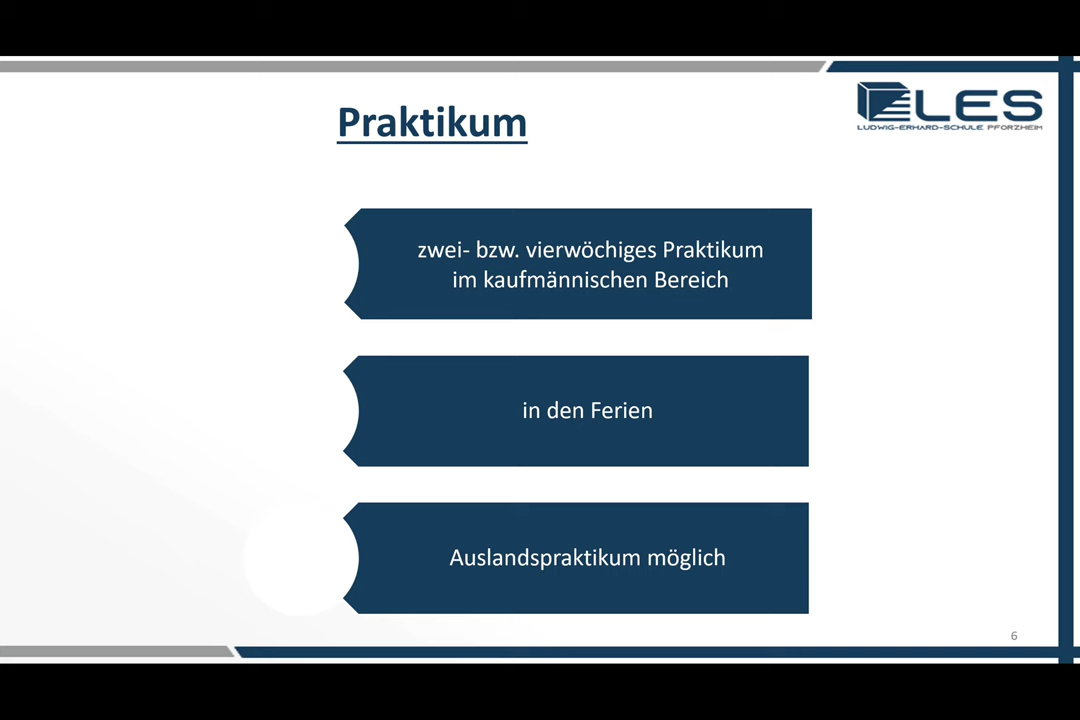 LES
LUDWIG-ERHARD-SCHULE PFORZHEIM
Praktikum
zwei- bzw. vierwöchiges Praktikum
im kaufmännischen Bereich
in den Ferien
Auslandspraktikum möglich
6